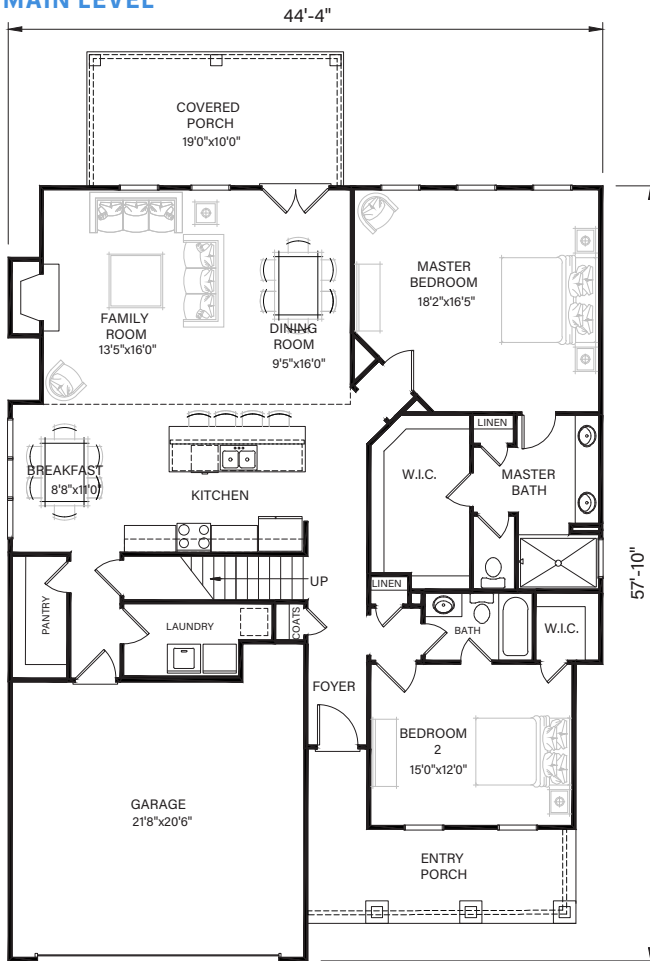 MAIN LEVEL
44'-4"
COVERED
PORCH
19'0"x10'0"
MASTER
BEDROOM
18'2"x16'5"
FAMILY
ROOM
13'5"x16'0"
DINING
ROOM
9'5"x16'0"
LINEN
BREAKFAST
8'8"x11'0"
KITCHEN
W.I.C.
MASTER
BATH
57'-10"
UP
LINEN
PANTRY
LAUNDRY
COATS
BATH
W.I.C.
FOYER
BEDROOM
2
15'0"x12'0"
GARAGE
21'8"x20'6"
ENTRY
PORCH